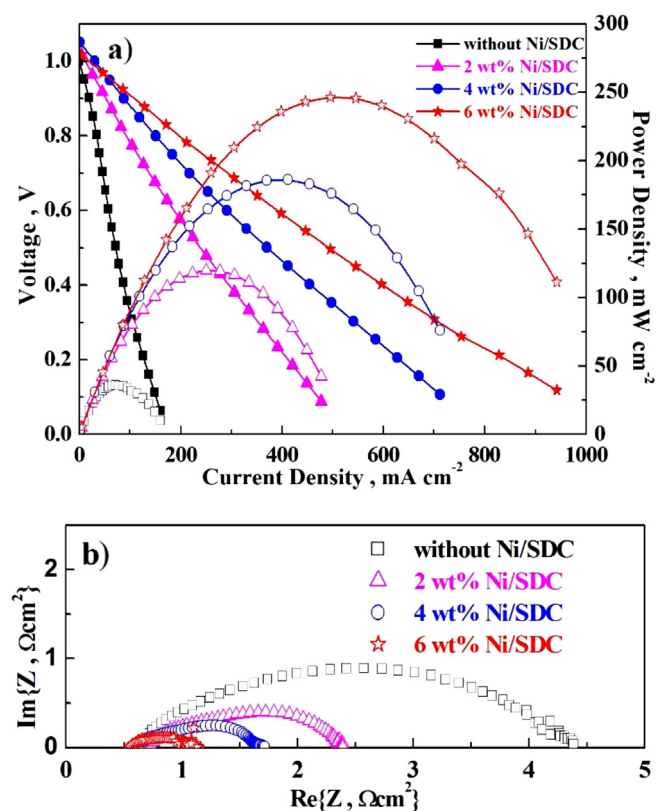 a)
without Ni/SDC
2 wt% Ni/SDC
4 wt% Ni/SDC
6 wt% Ni/SDC
Voltage , V
1.0
0.8
0.6
0.4
0.2
0.0
Power Density , mW cm-2
300
250
200
150
100
50
0
0 200 400 600 800 1000
Current Density , mA cm-2
b)
without Ni/SDC
2 wt% Ni/SDC
4 wt% Ni/SDC
6 wt% Ni/SDC
Im{Z , Ωcm2}
2
1
0
0 1 2 3 4 5
Re{Z , Ωcm2}